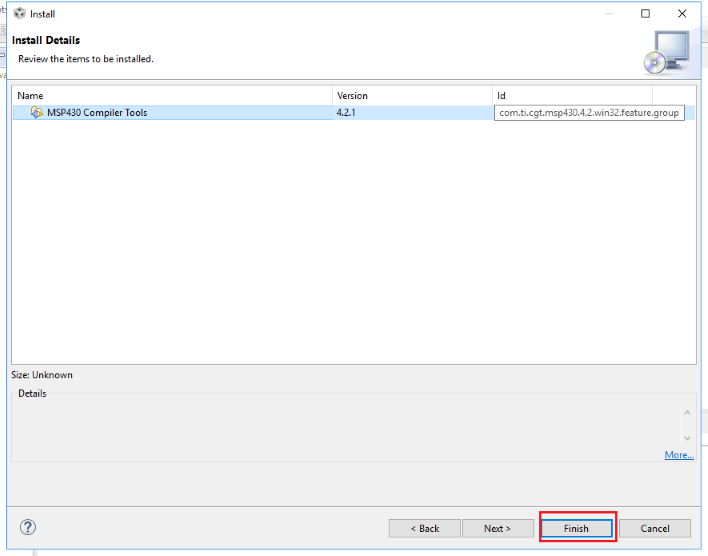 Install
Install Details
Review the items to be installed.
Name Version Id
MSP430 Compiler Tools 4.2.1 com.ti.cgt.msp430.4.2.win32.feature.group
Size: Unknown
Details
More...
? < Back Next > Finish Cancel